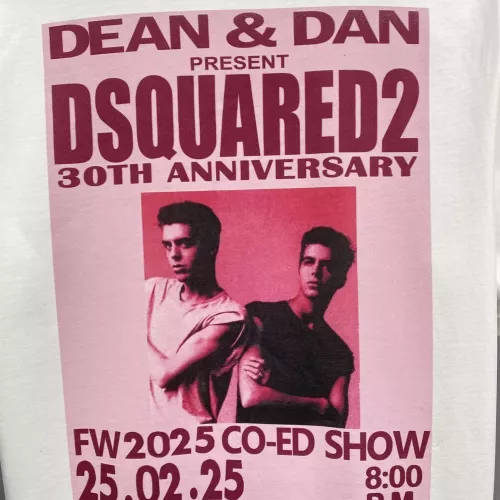 DEAN & DAN
PRESENT
DSQUARED2
30TH ANNIVERSARY
FW2025 CO-ED SHOW
25.02.25
8:00